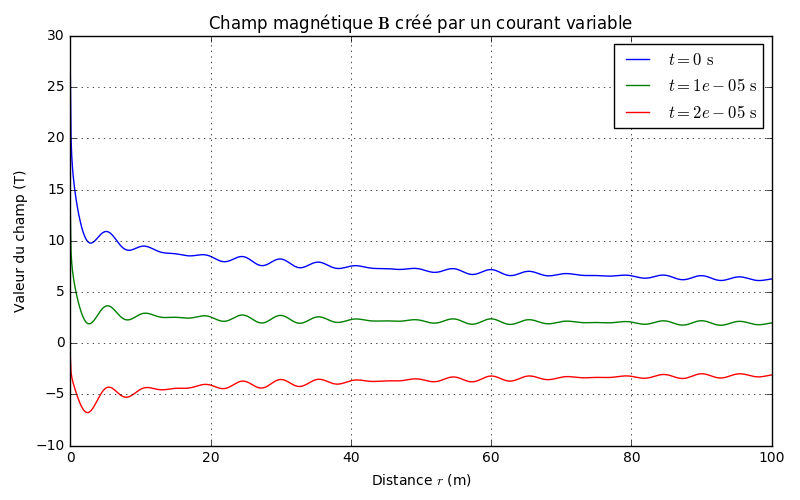 Champ magnétique B créé par un courant variable
t = 0 s
t = 1e − 05 s
t = 2e − 05 s
Valeur du champ (T)
30
25
20
15
10
5
0
−5
−10
0 20 40 60 80 100
Distance r (m)